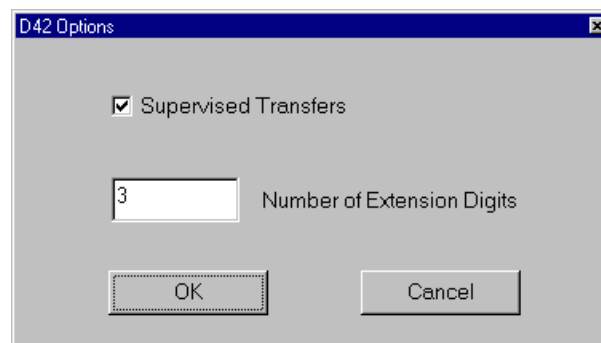 D42 Options
Supervised Transfers
3 Number of Extension Digits
OK Cancel